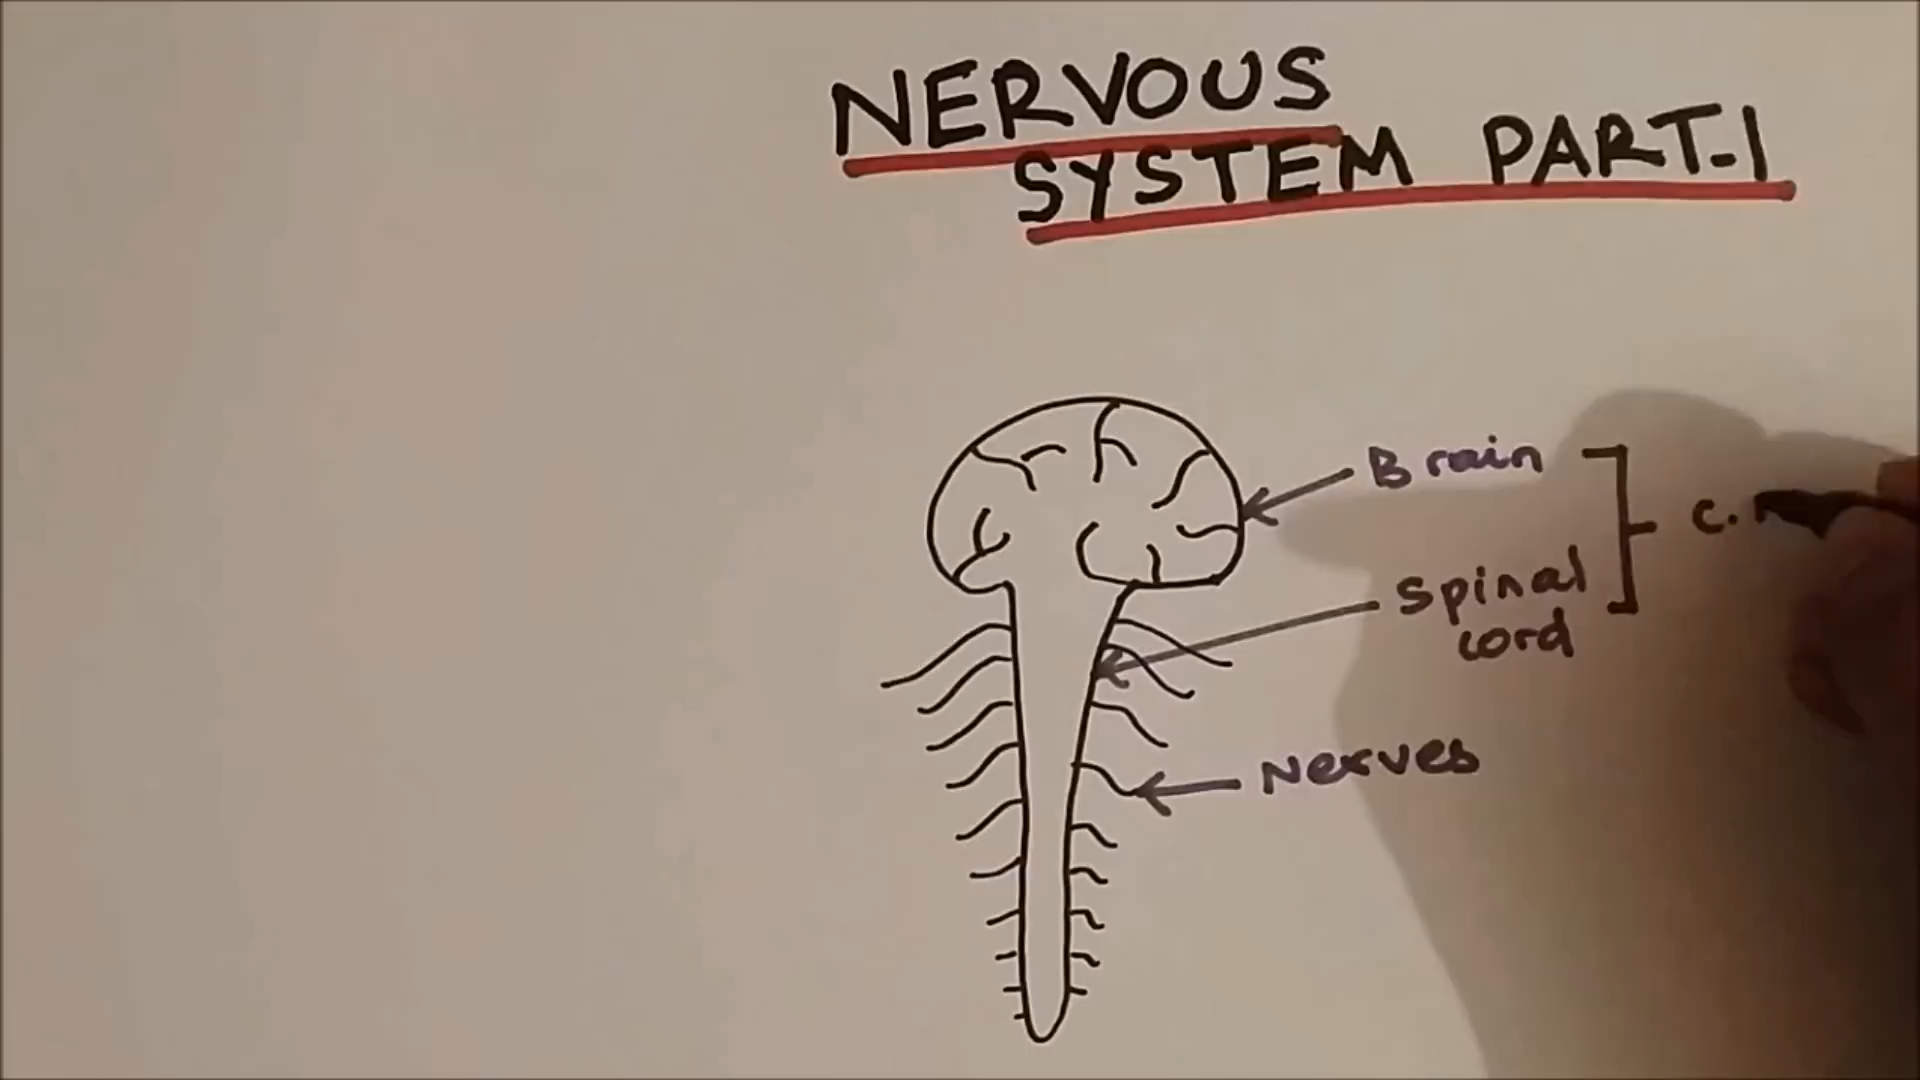 NERVOUS
SYSTEM PART-1
Brain
C.
Spinal
cord
Nerves